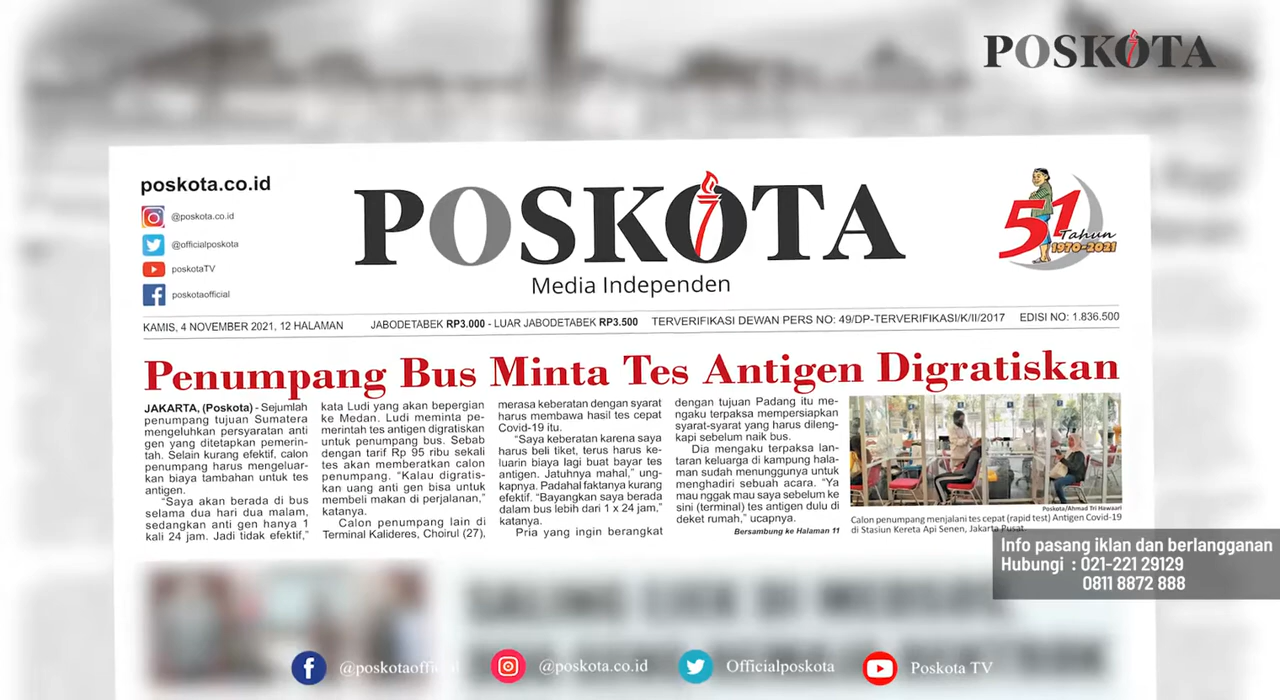 POSKOTA
poskota.co.id
@poskota.co.id
@officialposkota
poskotaTV
poskotaofficial
POSKOTA
Media Independen
51
Tahun
1970-2021
KAMIS, 4 NOVEMBER 2021, 12 HALAMAN
JABODETABEK RP3.000 - LUAR JABODETABEK RP3.500
TERVERIFIKASI DEWAN PERS NO: 49/DP-TERVERIFIKASI/K/II/2017
EDISI NO: 1.836.500
Penumpang Bus Minta Tes Antigen Digratiskan
JAKARTA, (Poskota) - Sejumlah
penumpang tujuan Sumatera
mengeluhkan persyaratan anti
gen yang ditetapkan pemerin-
tah. Selain kurang efektif, calon
penumpang harus mengeluar-
kan biaya tambahan untuk tes
antigen.
"Saya akan berada di bus
selama dua hari dua malam,
sedangkan anti gen hanya 1
kali 24 jam. Jadi tidak efektif,"
kata Ludi yang akan bepergian
ke Medan. Ludi meminta pe-
merintah tes antigen digratiskan
untuk penumpang bus. Sebab
dengan tarif Rp 95 ribu sekali
tes akan memberatkan calon
penumpang. "Kalau digratis-
kan uang anti gen bisa untuk
membeli makan di perjalanan,"
katanya.
Calon penumpang lain di
Terminal Kalideres, Choirul (27),
merasa keberatan dengan syarat
harus membawa hasil tes cepat
Covid-19 itu.
"Saya keberatan karena saya
harus beli tiket, terus harus ke-
luarin biaya lagi buat bayar tes
antigen. Jatuhnya mahal," ung-
kapnya. Padahal faktanya kurang
efektif. "Bayangkan saya berada
dalam bus lebih dari 1 x 24 jam,"
katanya.
Pria yang ingin berangkat
dengan tujuan Padang itu me-
ngaku terpaksa mempersiapkan
syarat-syarat yang harus dileng-
kapi sebelum naik bus.
Dia mengaku terpaksa lan-
taran keluarga di kampung hala-
man sudah menunggunya untuk
menghadiri sebuah acara. "Ya
mau nggak mau saya sebelum ke
sini (terminal) tes antigen dulu di
deket rumah," ucapnya.
Bersambung ke Halaman 11
Poskota/Ahmad Tri Hawaari
Calon penumpang menjalani tes cepat (rapid test) Antigen Covid-19
di Stasiun Kereta Api Senen, Jakarta Pusat.
Info pasang iklan dan berlangganan
Hubungi : 021-221 29129
0811 8872 888
@poskotaoffi
@poskota.co.id
Officialposkota
Poskota TV